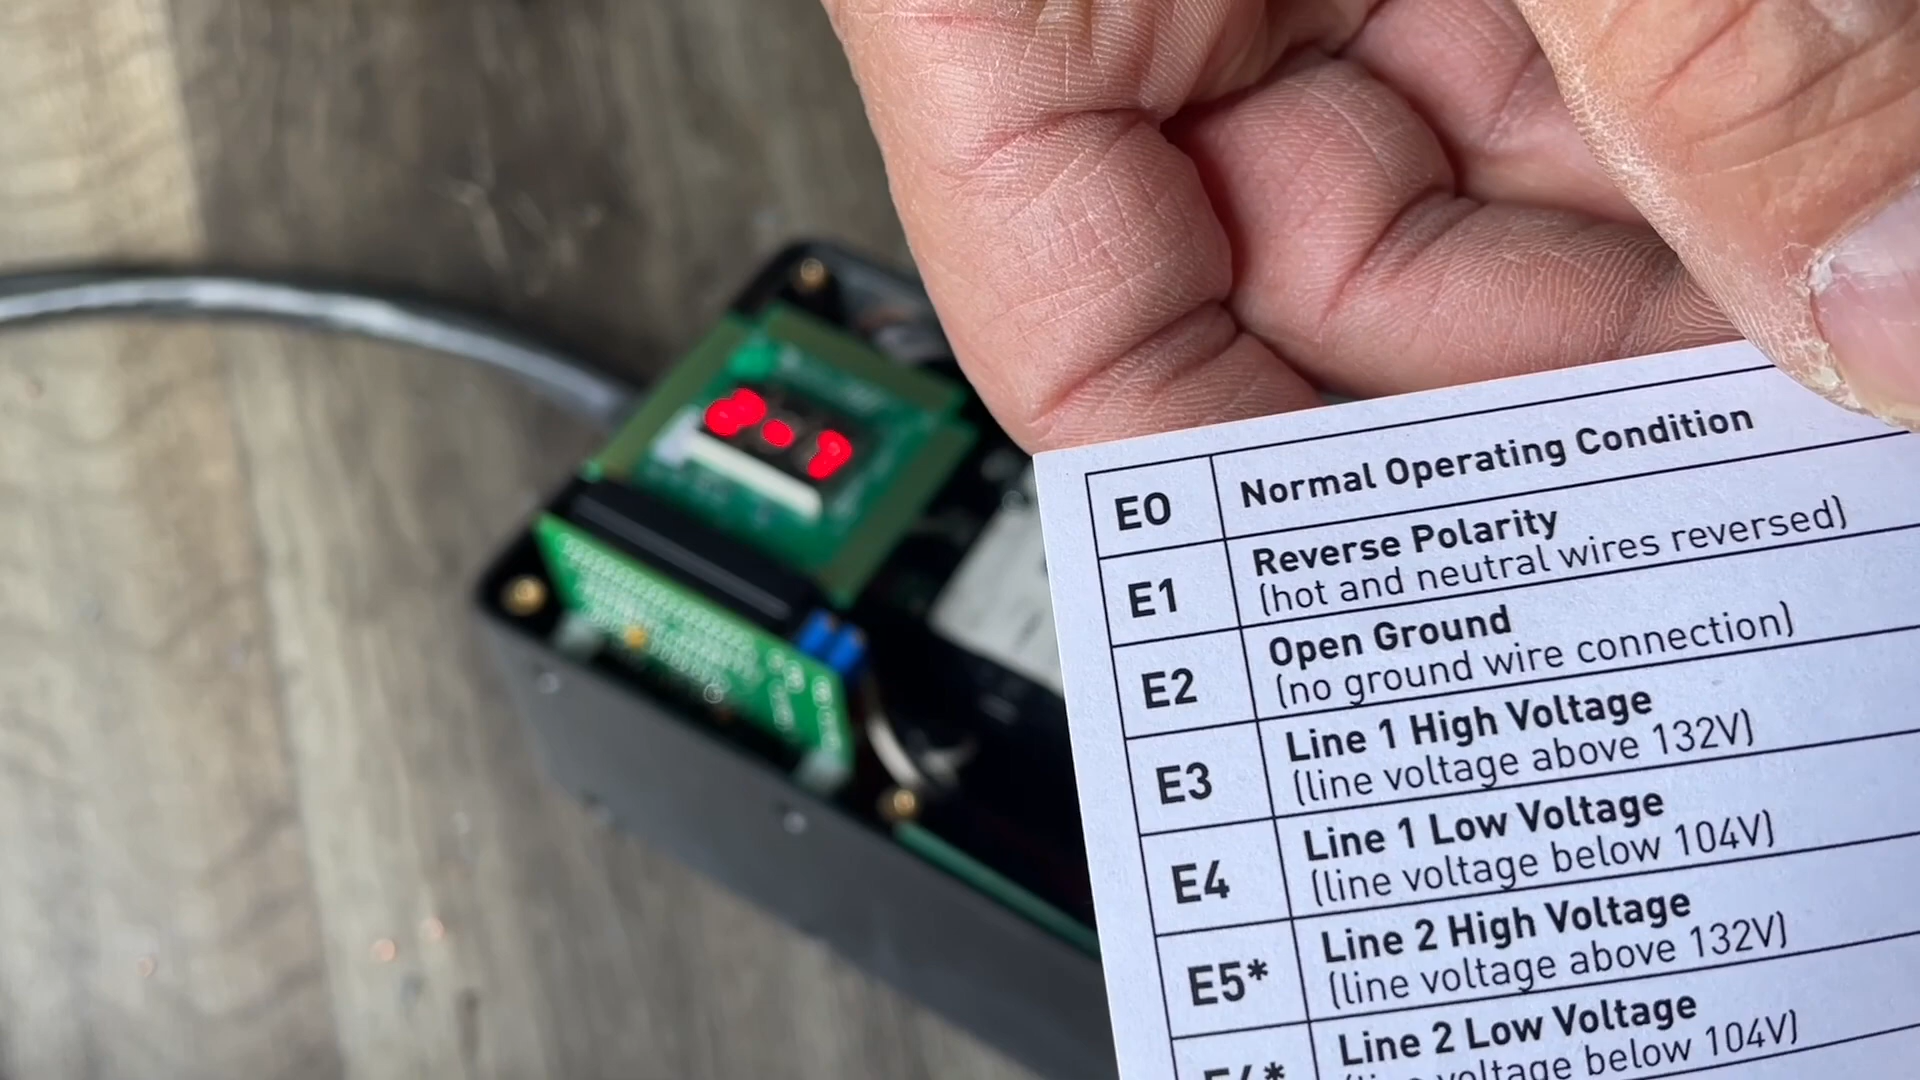 E0 Normal Operating Condition
E1 Reverse Polarity
(hot and neutral wires reversed)
E2 Open Ground
(no ground wire connection)
E3 Line 1 High Voltage
(line voltage above 132V)
E4 Line 1 Low Voltage
(line voltage below 104V)
E5* Line 2 High Voltage
(line voltage above 132V)
E6* Line 2 Low Voltage
voltage below 104V)